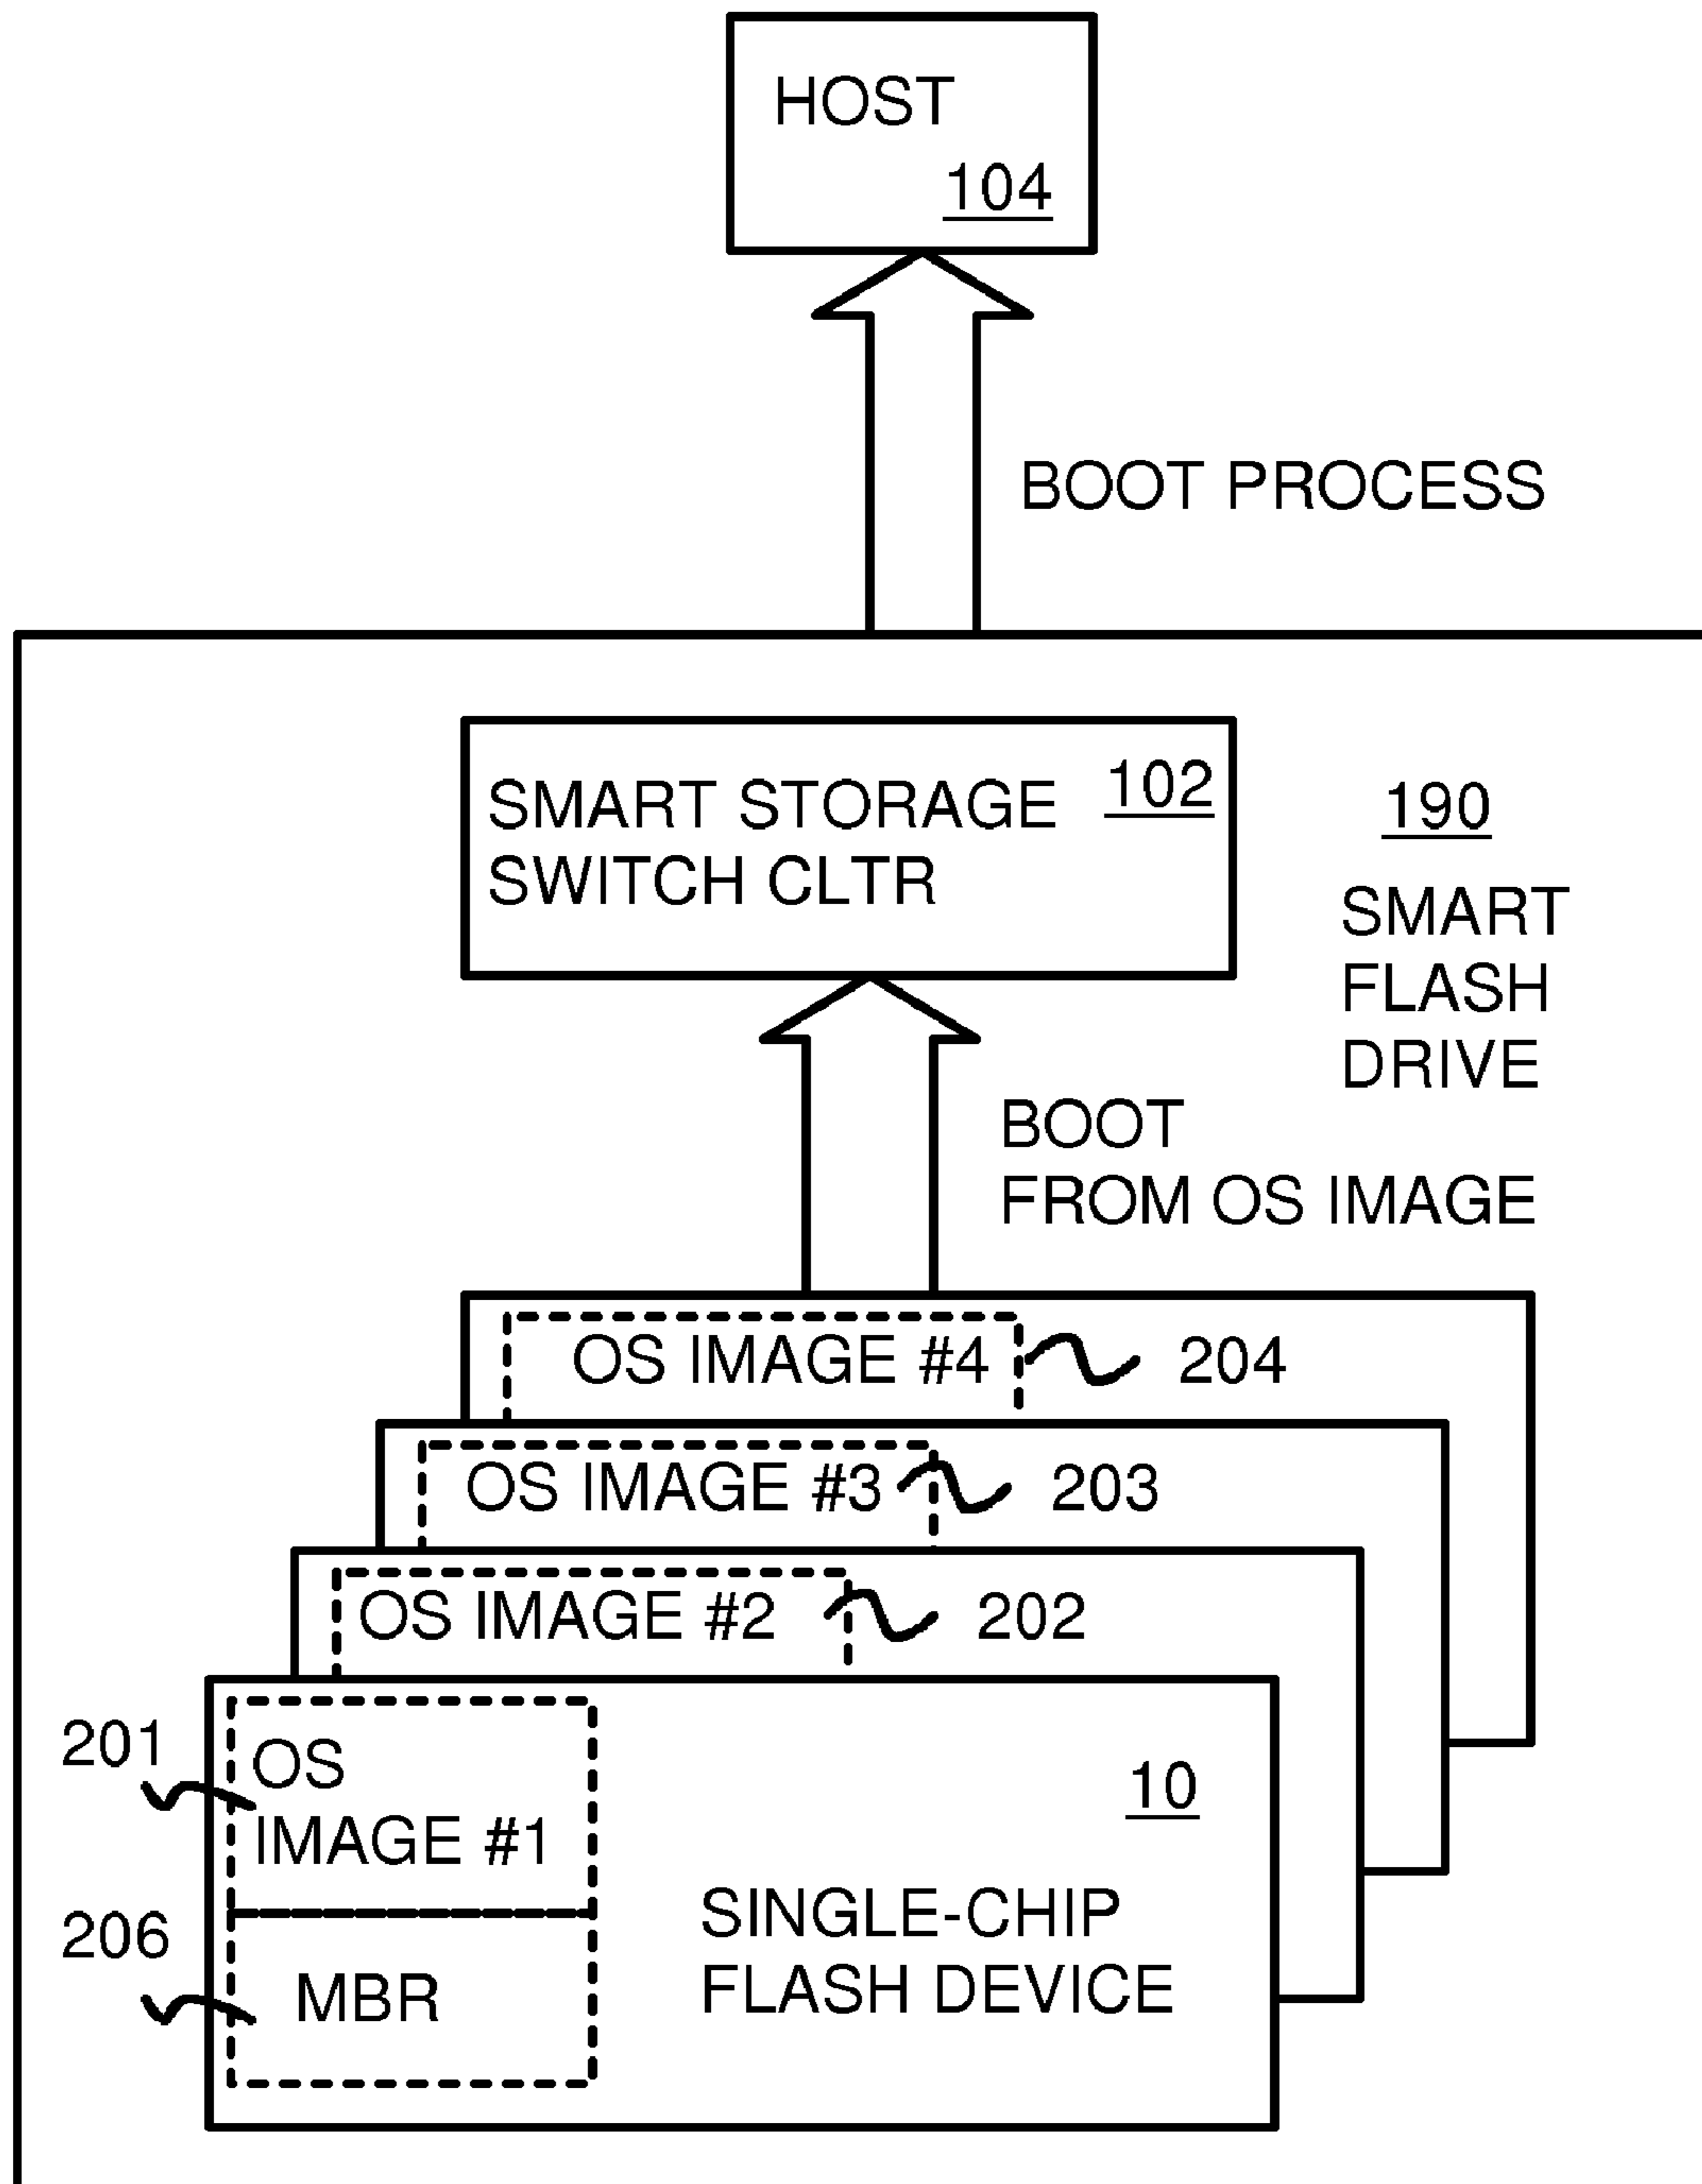 HOST
104
BOOT PROCESS
SMART STORAGE
SWITCH CLTR
102
190
SMART
FLASH
DRIVE
BOOT
FROM OS IMAGE
OS IMAGE #4
204
OS IMAGE #3
203
OS IMAGE #2
202
201
OS
IMAGE #1
10
206
MBR
SINGLE-CHIP
FLASH DEVICE